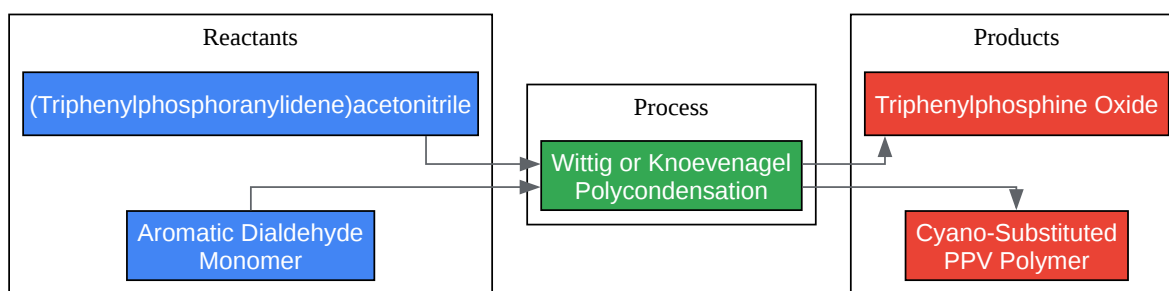 Reactants
(Triphenylphosphoranylidene)acetonitrile
Aromatic Dialdehyde
Monomer
Process
Wittig or Knoevenagel
Polycondensation
Products
Triphenylphosphine Oxide
Cyano-Substituted
PPV Polymer